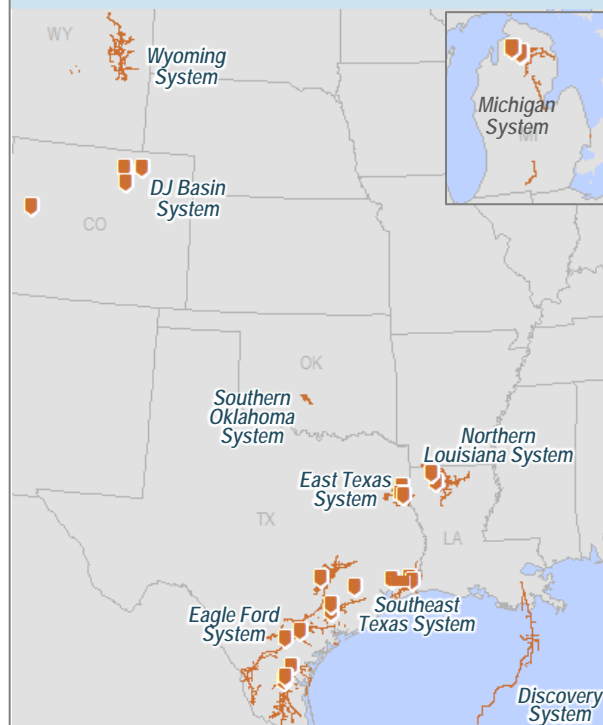 WY
Wyoming
System
Michigan
System
MI
DJ Basin
System
CO
OK
Southern
Oklahoma
System
Northern
Louisiana System
East Texas
System
TX
LA
Eagle Ford
System
Southeast
Texas System
Discovery
System